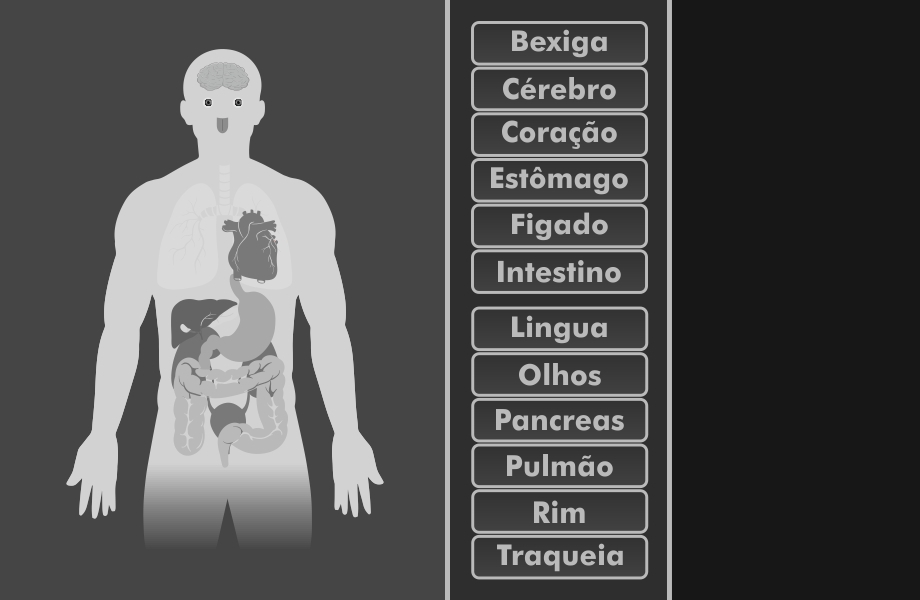 Bexiga
Cérebro
Coração
Estômago
Figado
Intestino
Lingua
Olhos
Pancreas
Pulmão
Rim
Traqueia